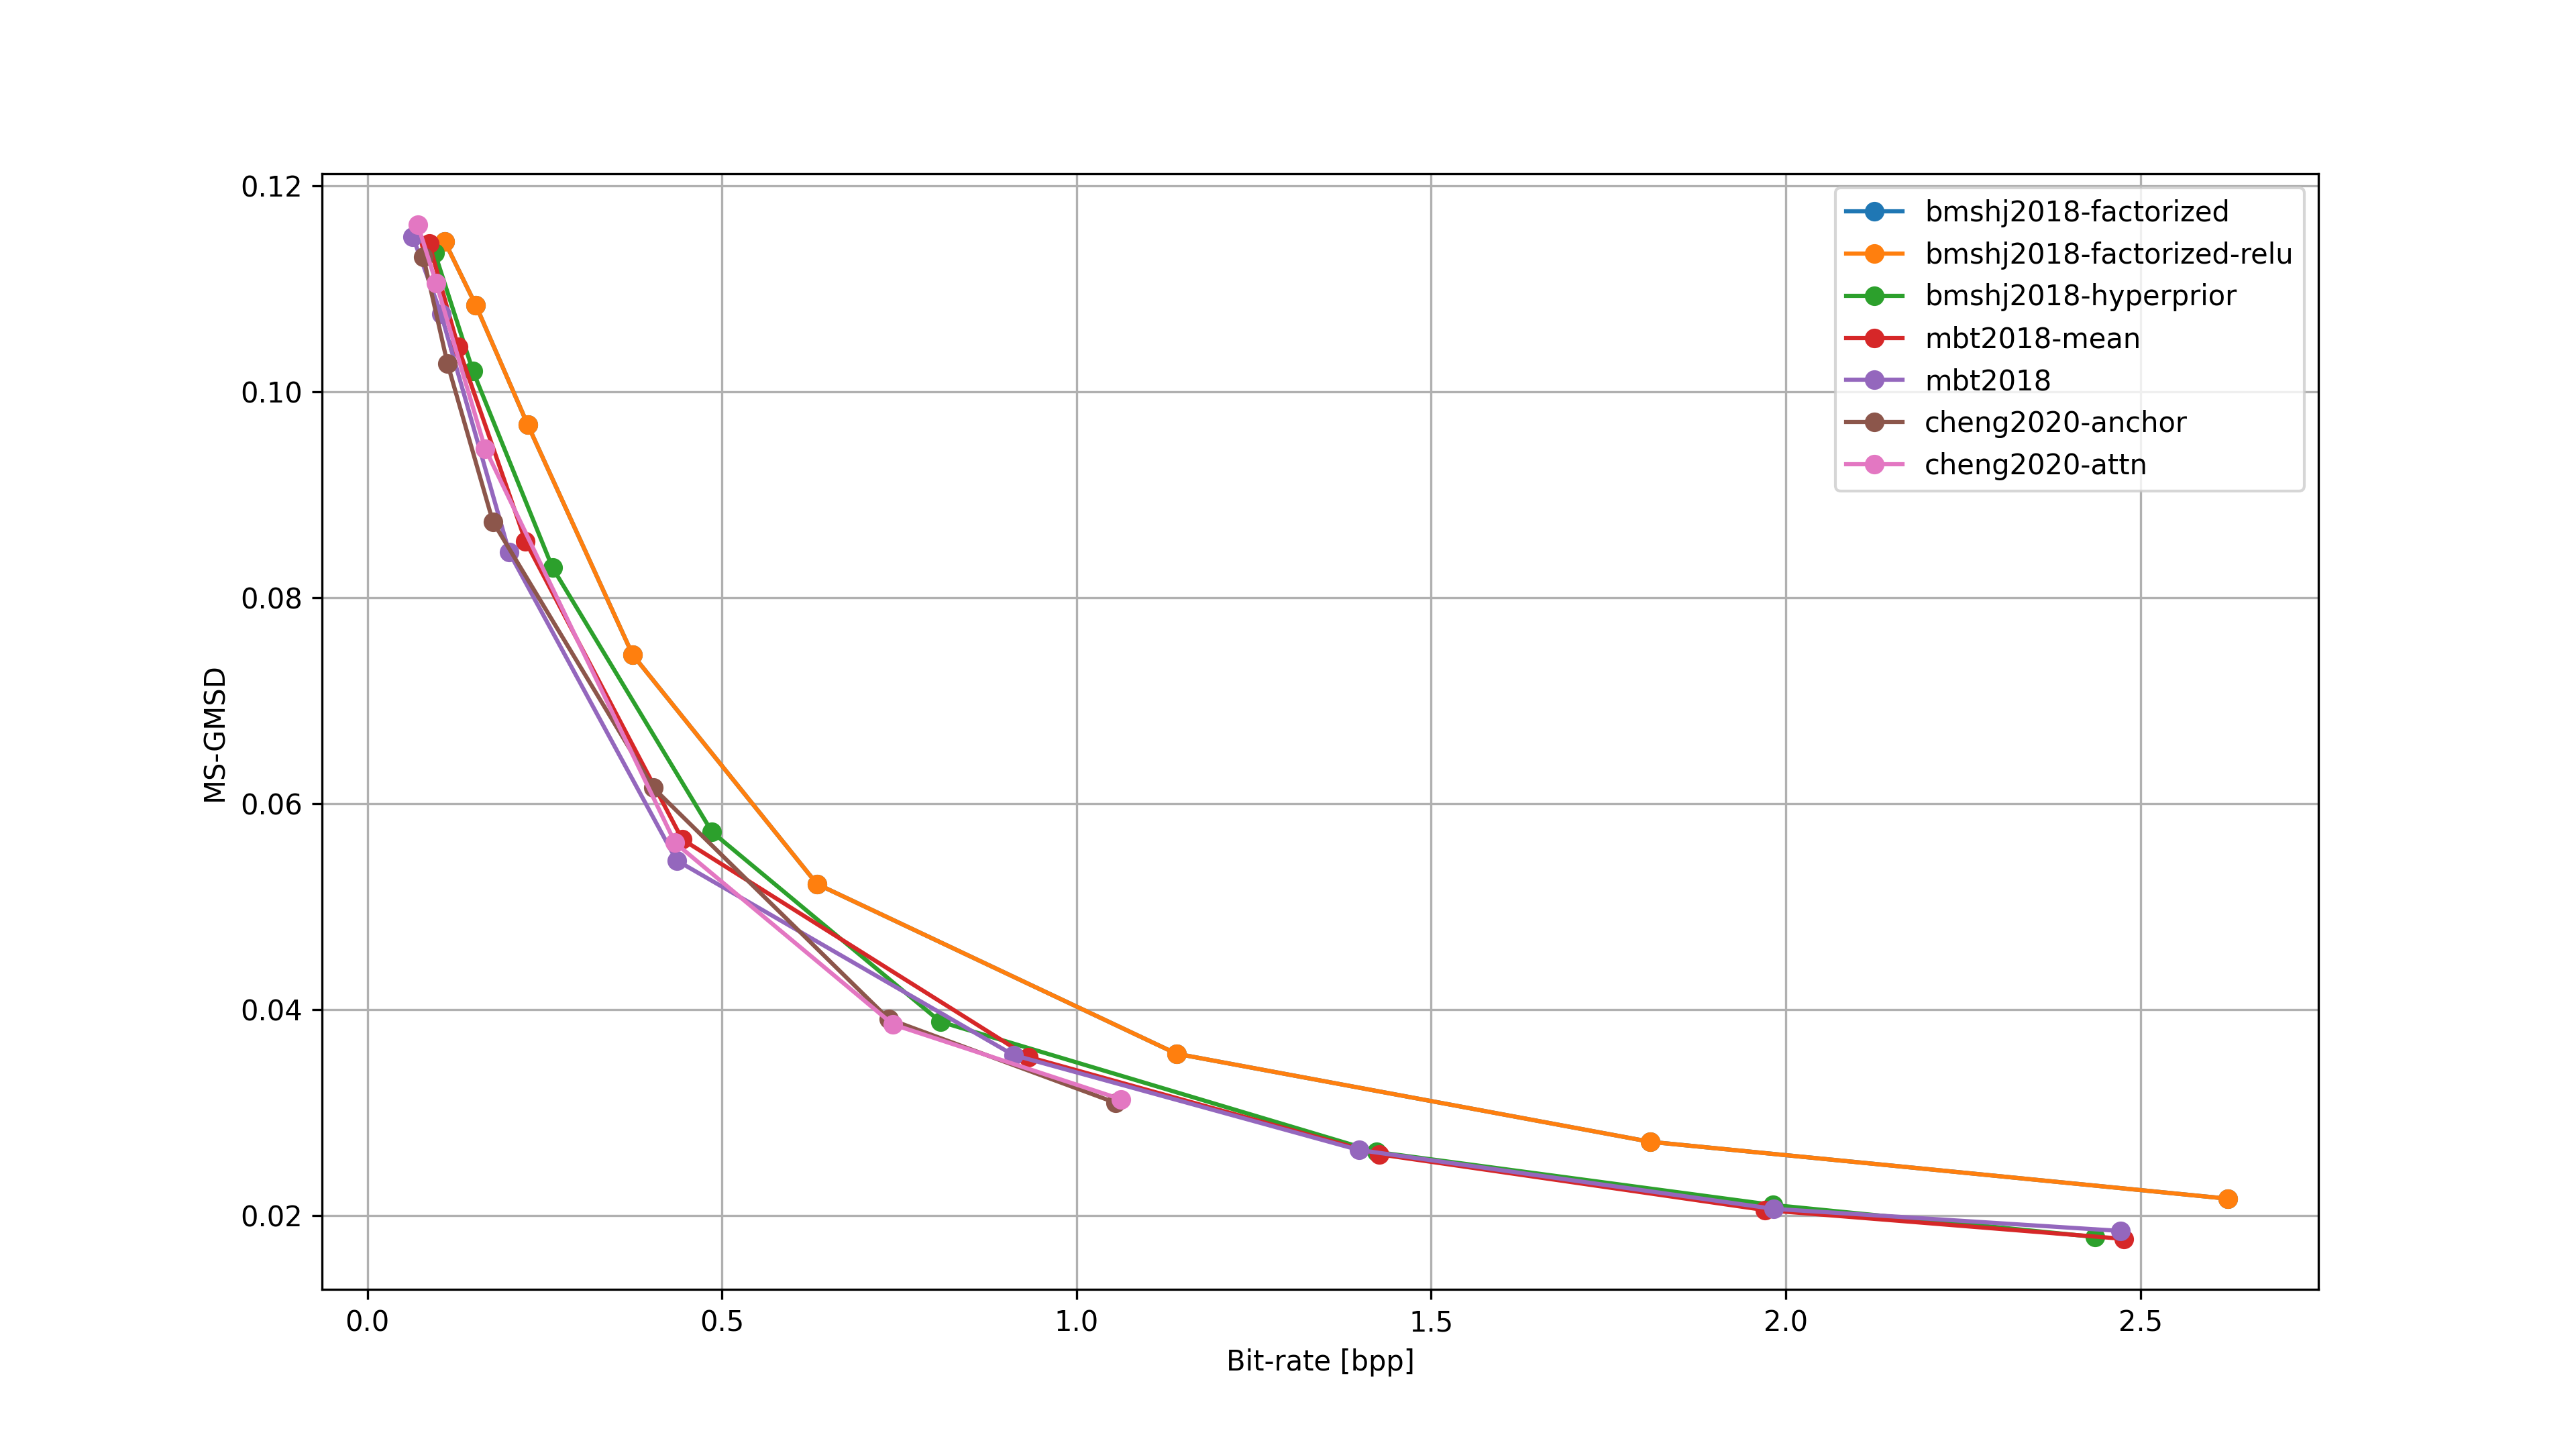 0.12
0.10
0.08
0.06
0.04
0.02
MS-GMSD
bmshj2018-factorized
bmshj2018-factorized-relu
bmshj2018-hyperprior
mbt2018-mean
mbt2018
cheng2020-anchor
cheng2020-attn
0.0 0.5 1.0 1.5 2.0 2.5
Bit-rate [bpp]